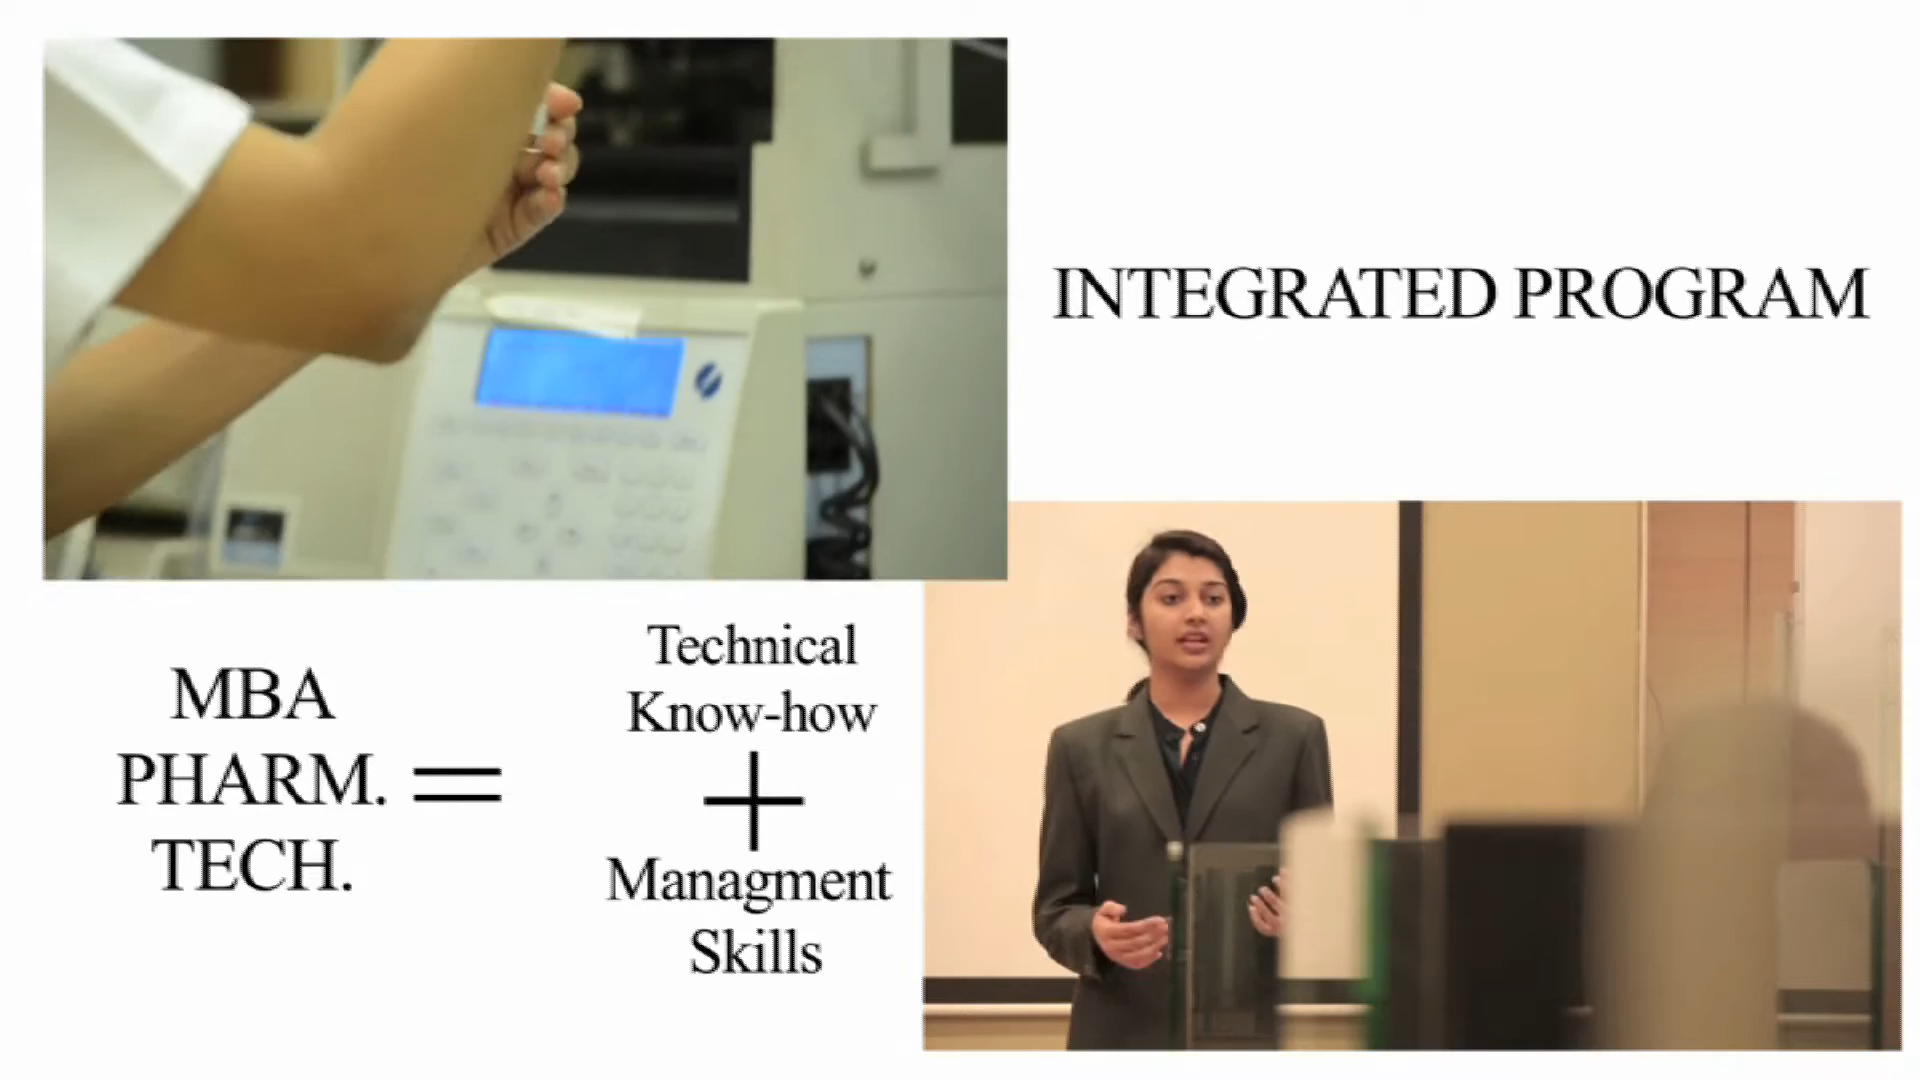 INTEGRATED PROGRAM
MBA
PHARM.
TECH.
=
Technical
Know-how
+
Managment
Skills